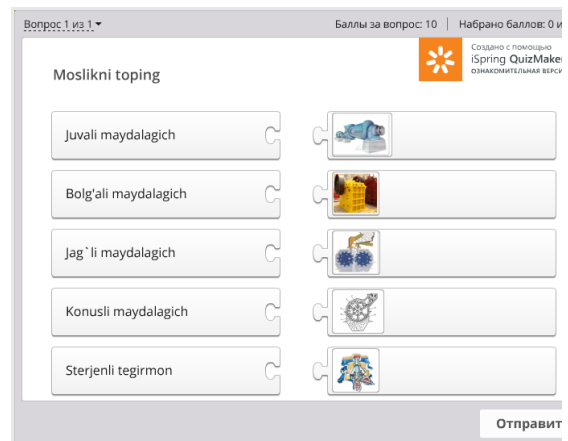 Вопрос 1 из 1
Баллы за вопрос: 10 | Набрано баллов: 0 и
Создано с помощью
iSpring QuizMaker
ОЗНАКОМИТЕЛЬНАЯ ВЕРСИ
Moslikni toping
Juvali maydalagich
Bolg'ali maydalagich
Jag`li maydalagich
Konusli maydalagich
Sterjenli tegirmon
Отправит